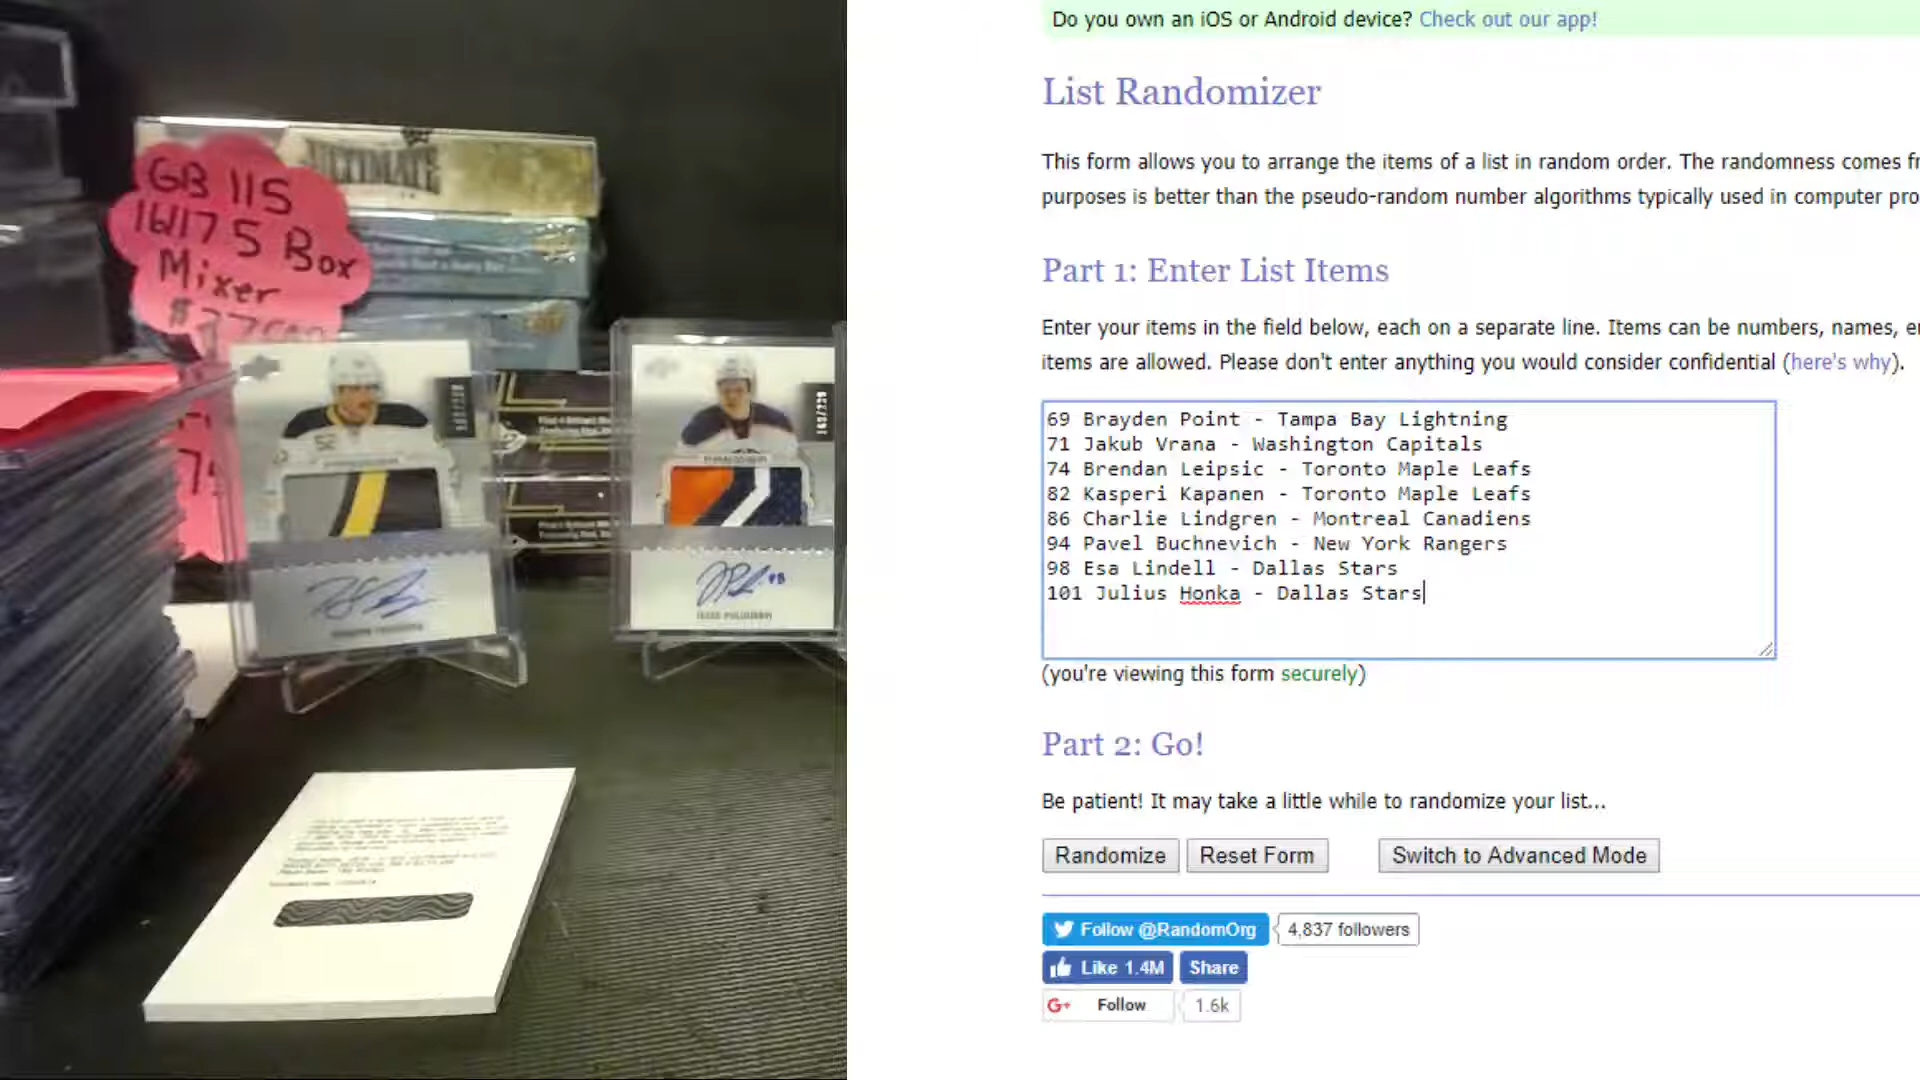 GB 115
16/17 5 Box
Mixer
ULTIMATE
163/239
Do you own an iOS or Android device? Check out our app!
List Randomizer
This form allows you to arrange the items of a list in random order. The randomness comes
purposes is better than the pseudo-random number algorithms typically used in computer
Part 1: Enter List Items
Enter your items in the field below, each on a separate line. Items can be numbers, names,
items are allowed. Please don't enter anything you would consider confidential (here's why).
69 Brayden Point - Tampa Bay Lightning
71 Jakub Vrana - Washington Capitals
74 Brendan Leipsic - Toronto Maple Leafs
82 Kasperi Kapanen - Toronto Maple Leafs
86 Charlie Lindgren - Montreal Canadiens
94 Pavel Buchnevich - New York Rangers
98 Esa Lindell - Dallas Stars
101 Julius Honka - Dallas Stars
(you're viewing this form securely)
Part 2: Go!
Be patient! It may take a little while to randomize your list...
Randomize Reset Form Switch to Advanced Mode
Follow @RandomOrg 4,837 followers
Like 1.4M Share
G+ Follow 1.6k